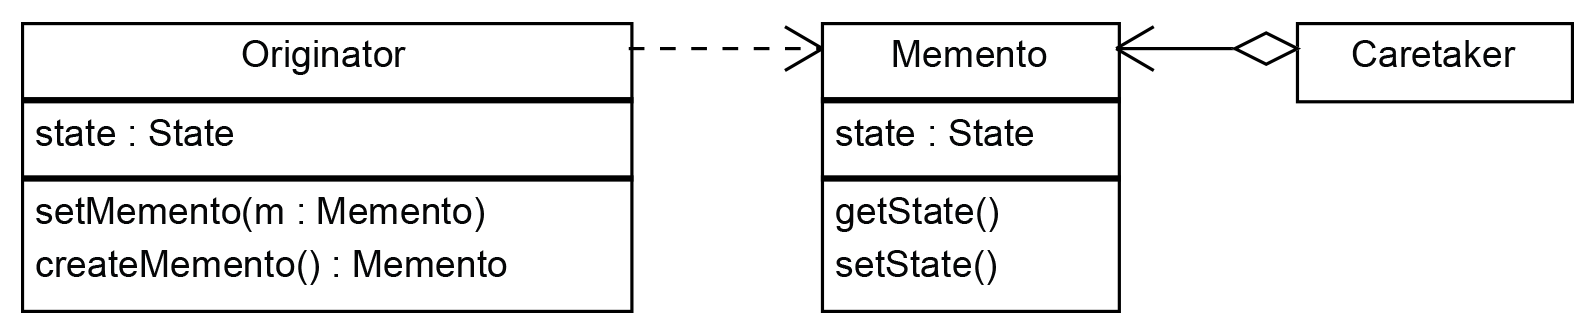 Originator
state : State
setMemento(m : Memento)
createMemento() : Memento
Memento
state : State
getState()
setState()
Caretaker